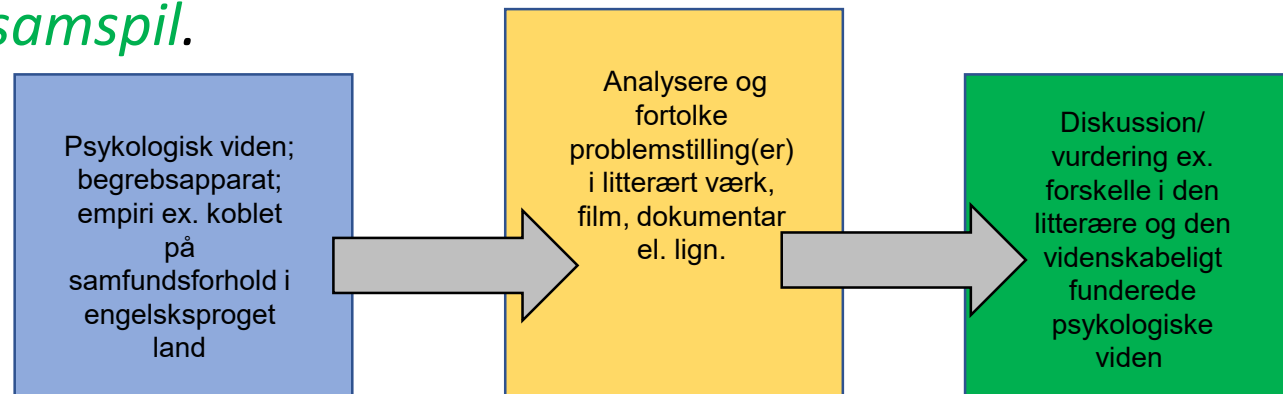 samspil.
Psykologisk viden;
begrebsapparat;
empiri ex. koblet
på
samfundsforhold i
engelsksproget
land
Analysere og
fortolke
problemstilling(er)
i litterært værk,
film, dokumentar
el. lign.
Diskussion/
vurdering ex.
forskelle i den
litterære og den
videnskabeligt
funderede
psykologiske
viden